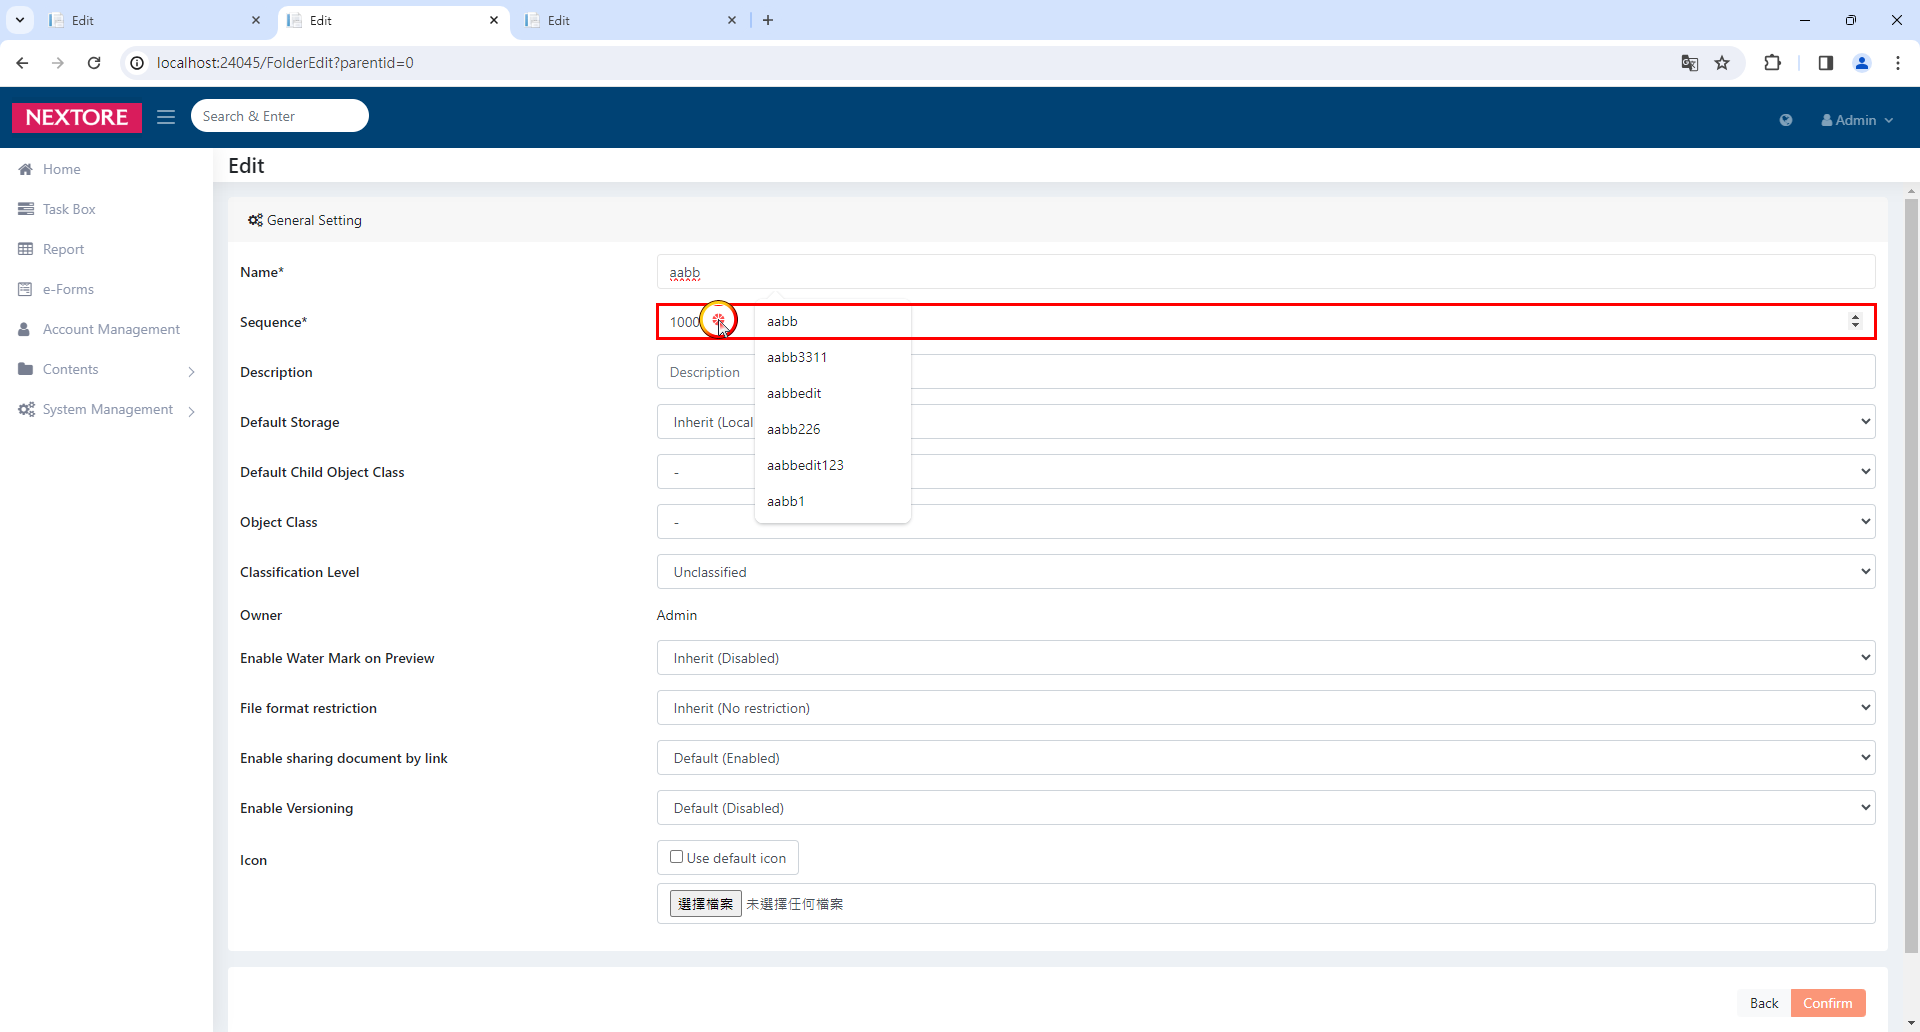 Edit
Edit
Edit
localhost:24045/FolderEdit?parentid=0
NEXTORE
Search & Enter
Admin
Home
Task Box
Report
e-Forms
Account Management
Contents
System Management
Edit
General Setting
Name*
aabb
Sequence*
1000
aabb
aabb3311
aabbedit
aabb226
aabbedit123
aabb1
Description
Description
Default Storage
Inherit (Local
Default Child Object Class
-
Object Class
-
Classification Level
Unclassified
Owner
Admin
Enable Water Mark on Preview
Inherit (Disabled)
File format restriction
Inherit (No restriction)
Enable sharing document by link
Default (Enabled)
Enable Versioning
Default (Disabled)
Icon
Use default icon
選擇檔案 未選擇任何檔案
Back
Confirm